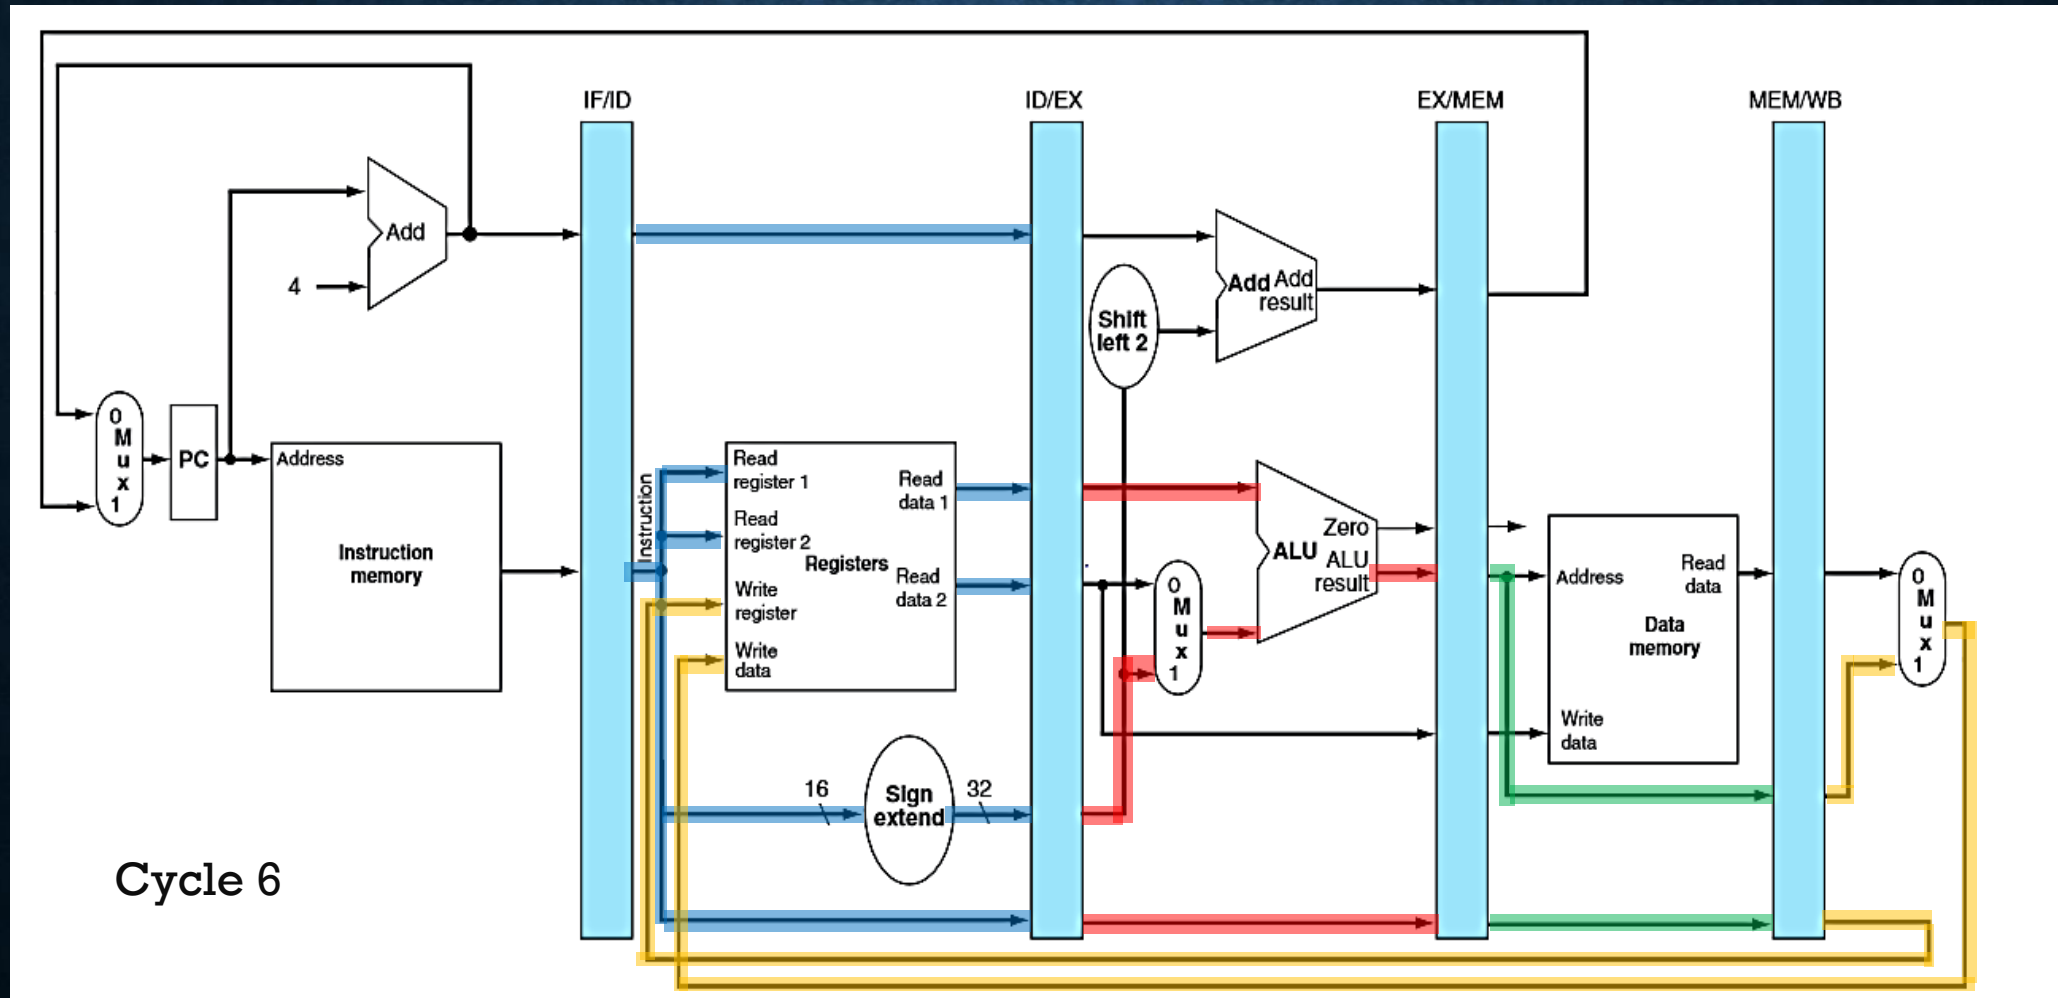 IF/ID
ID/EX
EX/MEM
MEM/WB
Add
4
Add Add
result
Shift
left 2
0
M
u
x
1
PC
Address
Instruction
memory
Instruction
Read
register 1
Read
register 2
Write
register
Write
data
Registers
Read
data 1
Read
data 2
16
Sign
extend
32
0
M
u
x
1
Zero
ALU
ALU
result
Address
Read
data
Data
memory
Write
data
0
M
u
x
1
Cycle 6